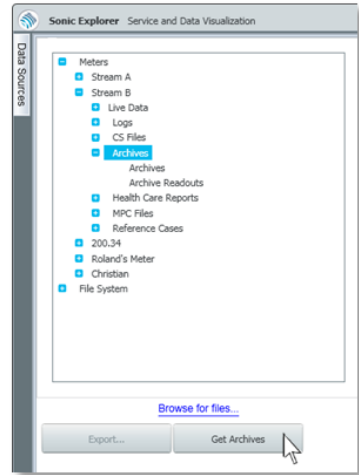 Sonic Explorer Service and Data Visualization
Data Sources
Meters
Stream A
Stream B
Live Data
Logs
CS Files
Archives
Archives
Archive Readouts
Health Care Reports
MPC Files
Reference Cases
200.34
Roland's Meter
Christian
File System
Browse for files...
Export... Get Archives